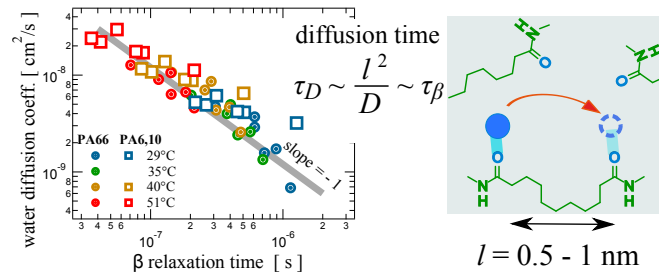 water diffusion coeff. [ cm²/s ]
4
2
10⁻⁸
8
6
4
2
10⁻⁹
8
6
4
PA66 PA6,10
29°C
35°C
40°C
51°C
slope = - 1
3 4 5 6 8 10⁻⁷ 2 3 4 5 6 8 10⁻⁶ 2 3
β relaxation time [ s ]
diffusion time
τ_D ~ l²/D ~ τ_β
H
N
O
H
N
O
O
O
N
H
N
H
l = 0.5 - 1 nm